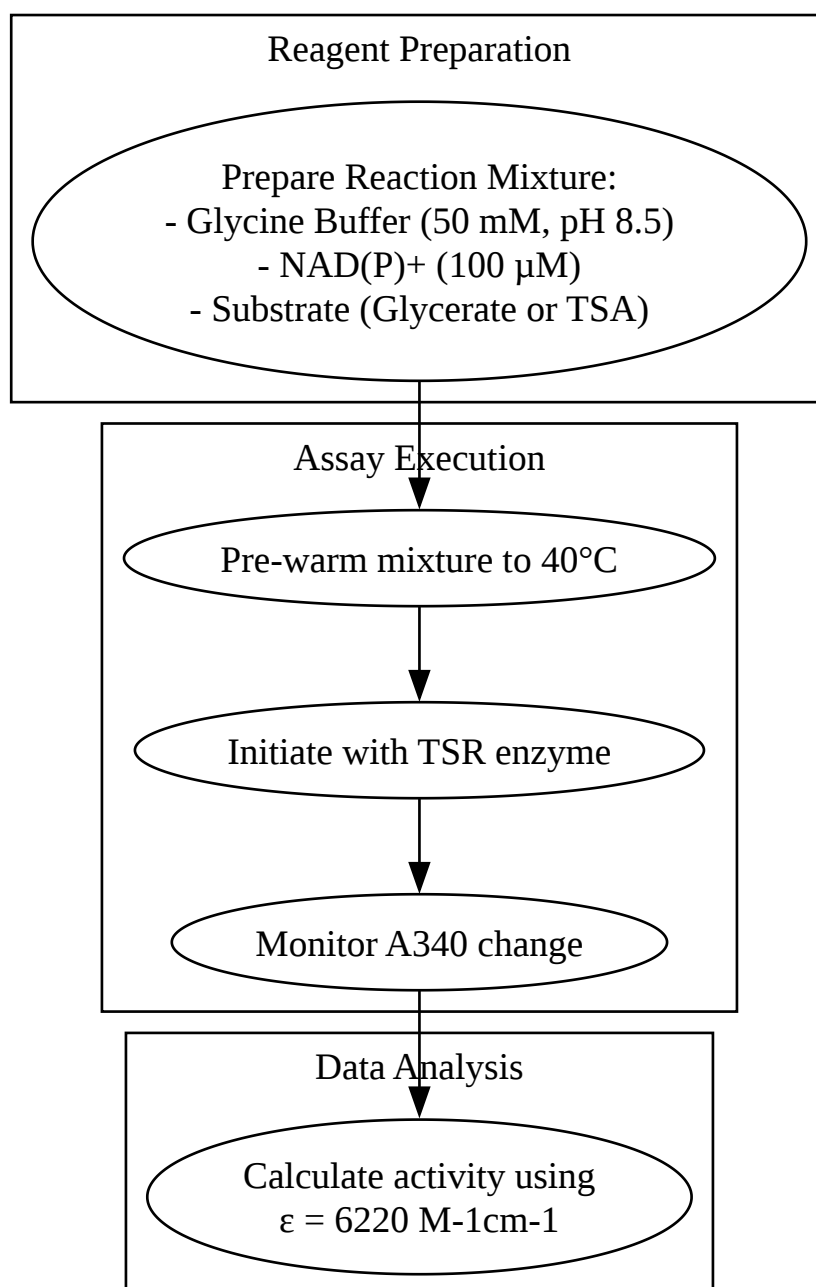 Reagent Preparation
Prepare Reaction Mixture:
- Glycine Buffer (50 mM, pH 8.5)
- NAD(P)+ (100 µM)
- Substrate (Glycerate or TSA)
Assay Execution
Pre-warm mixture to 40°C
Initiate with TSR enzyme
Monitor A340 change
Data Analysis
Calculate activity using
ε = 6220 M-1cm-1